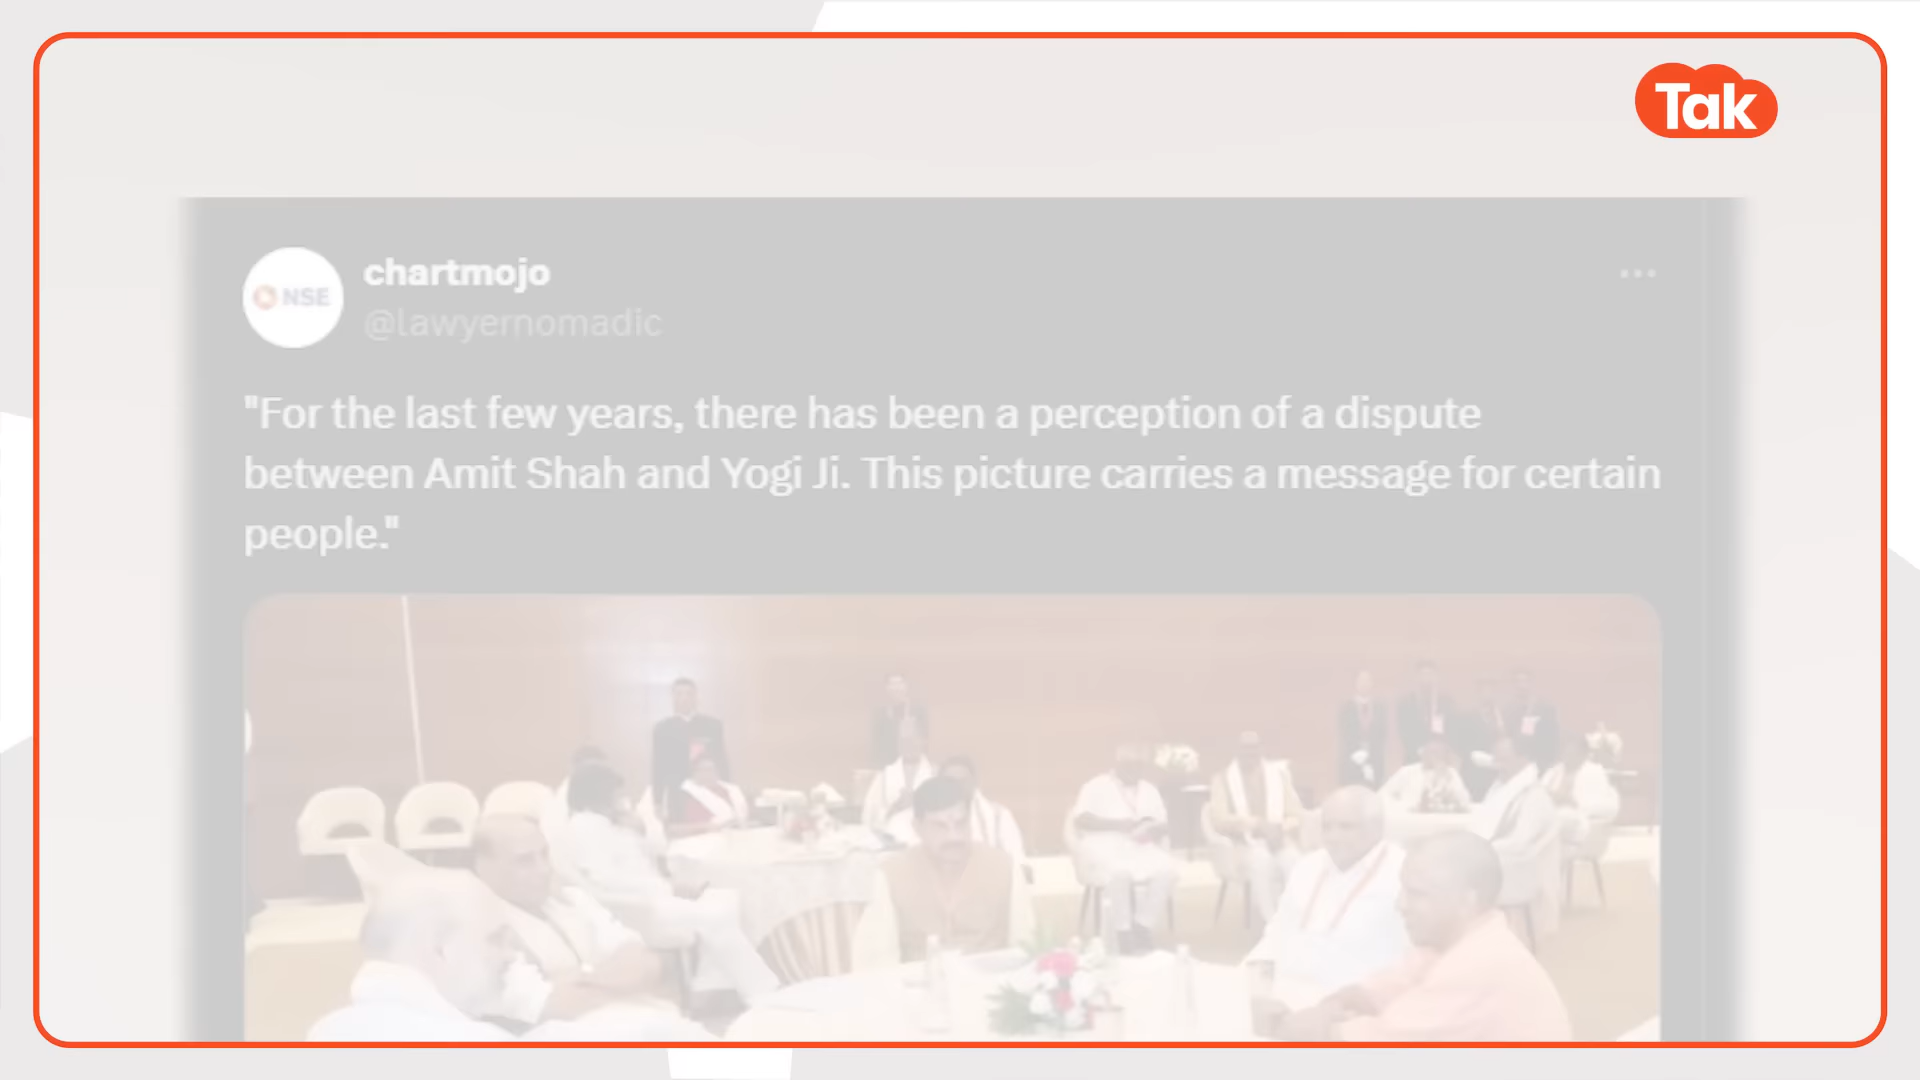 Tak
NSE
chartmojo
@lawyernomadic
"For the last few years, there has been a perception of a dispute
between Amit Shah and Yogi Ji. This picture carries a message for certain
people."